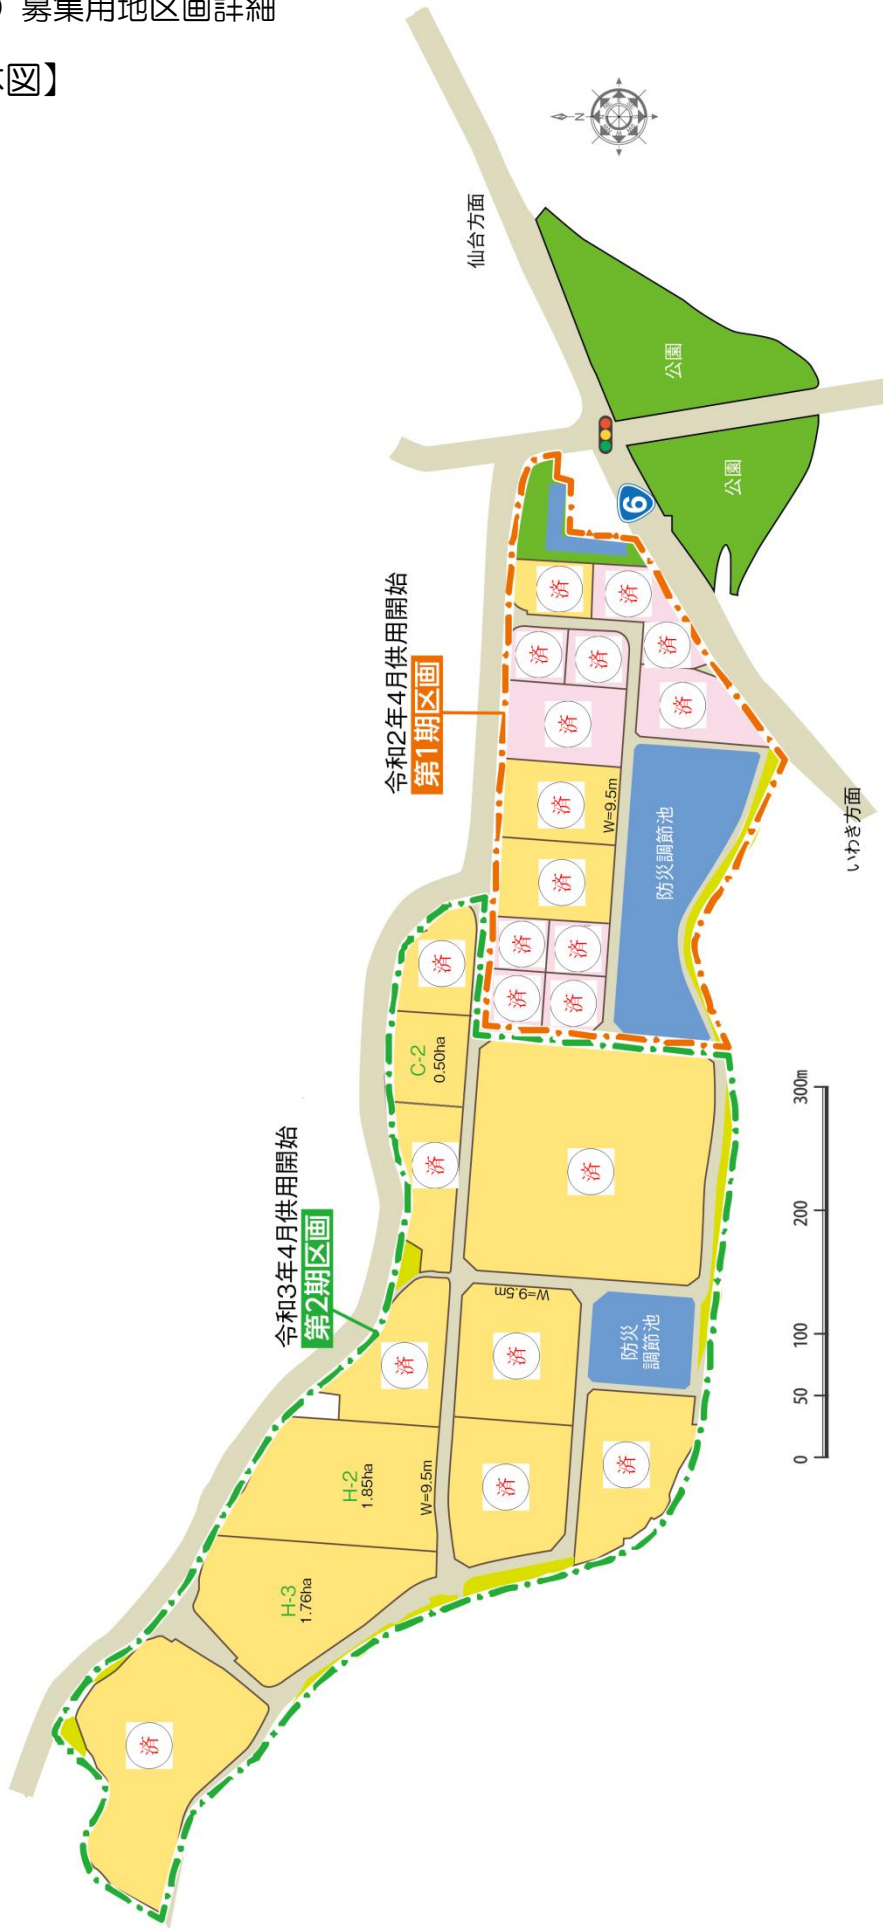 募集用地区画詳細
図】
N
仙台方面
公園
公園
6
令和2年4月供用開始
第1期区画
済
済
済
済
済
済
済
済
W=9.5m
済
防災調節池
済
済
済
済
いわき方面
令和3年4月供用開始
第2期区画
済
C-2
0.50ha
済
済
W=9.5m
済
済
防災
調節池
H-2
1.85ha
W=9.5m
済
済
H-3
1.76ha
済
0
50
100
200
300m